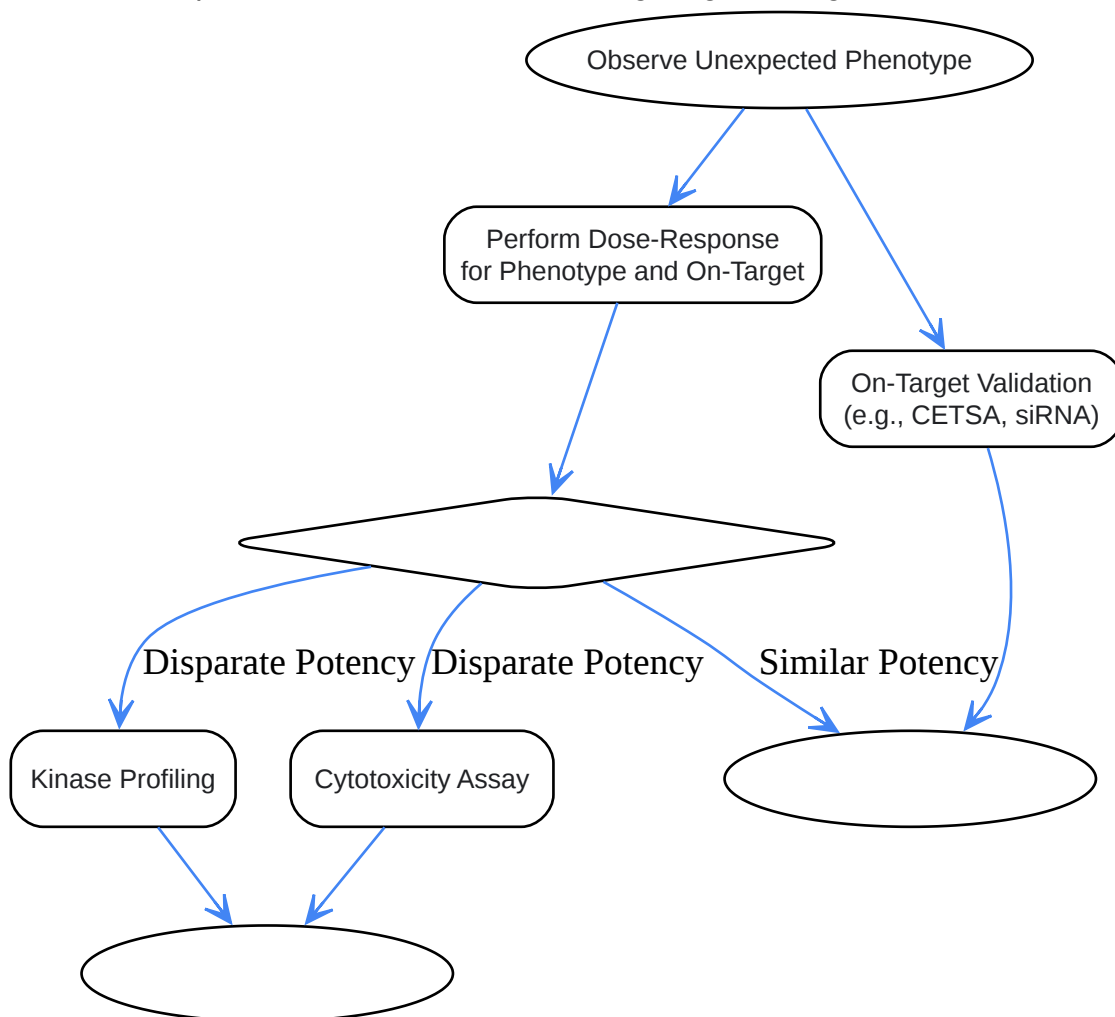 Observe Unexpected Phenotype
Perform Dose-Response
for Phenotype and On-Target
On-Target Validation
(e.g., CETSA, siRNA)
Disparate Potency
Disparate Potency
Similar Potency
Kinase Profiling
Cytotoxicity Assay